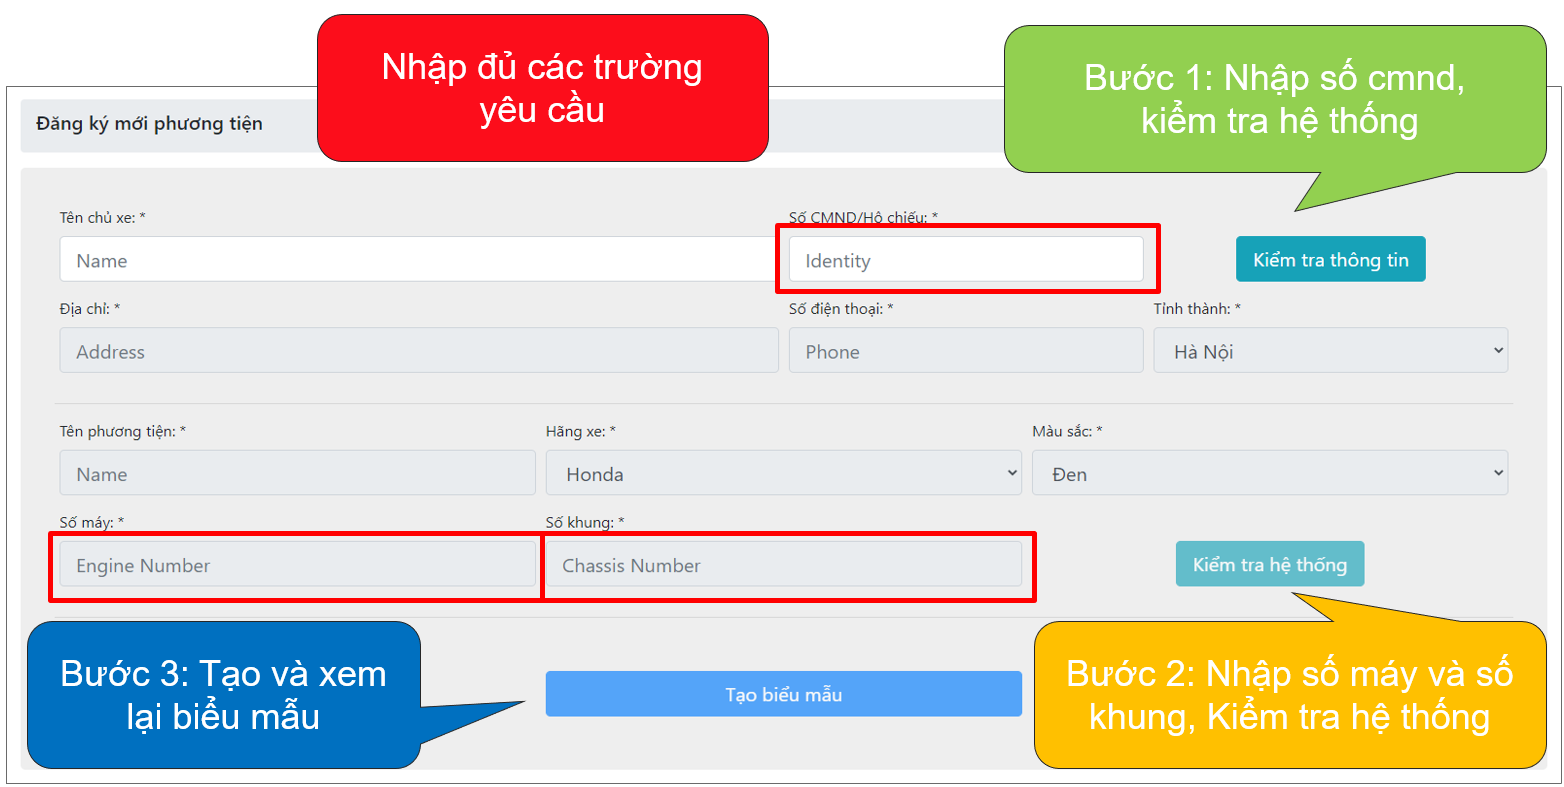 Nhập đủ các trường
yêu cầu
Bước 1: Nhập số cmnd,
kiểm tra hệ thống
Đăng ký mới phương tiện
Tên chủ xe: *
Số CMND/Hộ chiếu: *
Name
Identity
Kiểm tra thông tin
Địa chỉ: *
Số điện thoại: *
Tỉnh thành: *
Address
Phone
Hà Nội
Tên phương tiện: *
Hãng xe: *
Màu sắc: *
Name
Honda
Đen
Số máy: *
Số khung: *
Engine Number
Chassis Number
Kiểm tra hệ thống
Bước 3: Tạo và xem
lại biểu mẫu
Tạo biểu mẫu
Bước 2: Nhập số máy và số
khung, Kiểm tra hệ thống